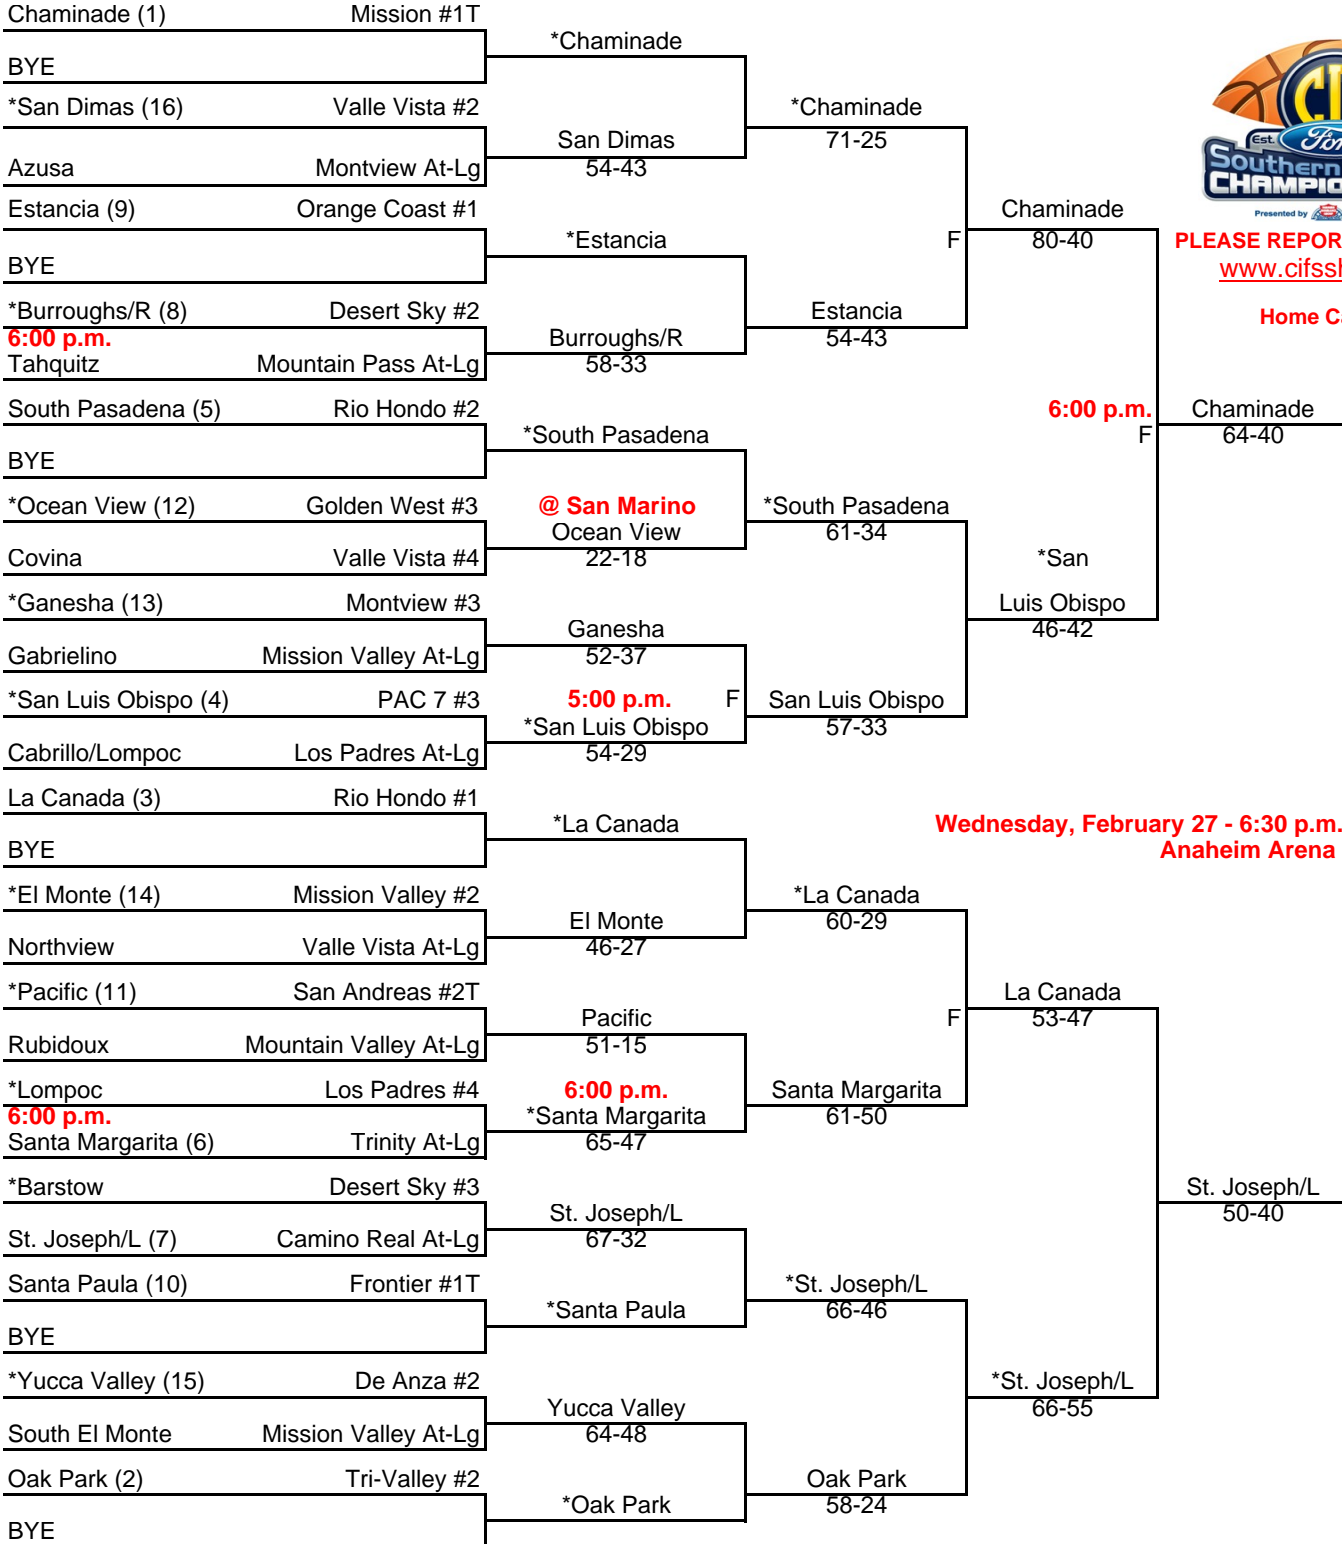 Chaminade (1) Mission #1T
BYE
*San Dimas (16) Valle Vista #2
Azusa Montview At-Lg
Estancia (9) Orange Coast #1
BYE
*Burroughs/R (8) Desert Sky #2
6:00 p.m.
Tahquitz Mountain Pass At-Lg
South Pasadena (5) Rio Hondo #2
BYE
*Ocean View (12) Golden West #3
Covina Valle Vista #4
*Ganesha (13) Montview #3
Gabrielino Mission Valley At-Lg
*San Luis Obispo (4) PAC 7 #3
Cabrillo/Lompoc Los Padres At-Lg
La Canada (3) Rio Hondo #1
BYE
*El Monte (14) Mission Valley #2
Northview Valle Vista At-Lg
*Pacific (11) San Andreas #2T
Rubidoux Mountain Valley At-Lg
*Lompoc Los Padres #4
6:00 p.m.
Santa Margarita (6) Trinity At-Lg
*Barstow Desert Sky #3
St. Joseph/L (7) Camino Real At-Lg
Santa Paula (10) Frontier #1T
BYE
*Yucca Valley (15) De Anza #2
South El Monte Mission Valley At-Lg
Oak Park (2) Tri-Valley #2
BYE
*Chaminade
San Dimas
54-43
*Estancia
Burroughs/R
58-33
*South Pasadena
@ San Marino
Ocean View
22-18
Ganesha
52-37
5:00 p.m. F
*San Luis Obispo
54-29
*La Canada
El Monte
46-27
Pacific
51-15
6:00 p.m.
*Santa Margarita
65-47
St. Joseph/L
67-32
*Santa Paula
Yucca Valley
64-48
*Oak Park
*Chaminade
71-25
F
Estancia
54-43
*South Pasadena
61-34
San Luis Obispo
57-33
*La Canada
60-29
F
Santa Margarita
61-50
*St. Joseph/L
66-46
Oak Park
58-24
Chaminade
80-40
6:00 p.m.
F
*San
Luis Obispo
46-42
La Canada
53-47
*St. Joseph/L
66-55
Est. Ford
Southern
CHAMPIO
Presented by
PLEASE REPOR
www.cifssh
Home Ca
Chaminade
64-40
Wednesday, February 27 - 6:30 p.m.
Anaheim Arena
St. Joseph/L
50-40